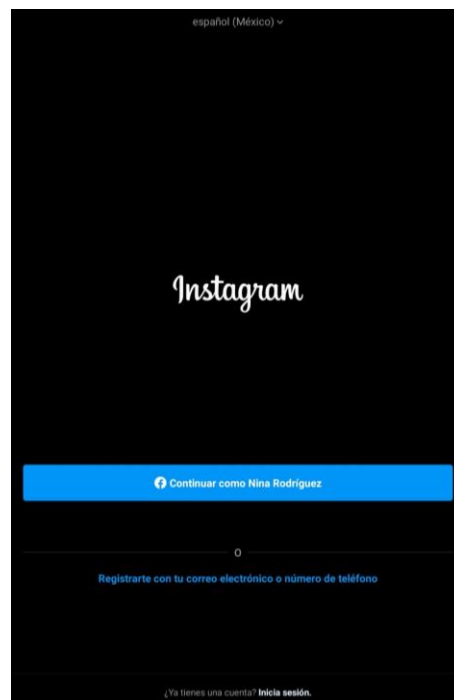 español (México)
Instagram
Continuar como Nina Rodríguez
O
Registrarte con tu correo electrónico o número de teléfono
¿Ya tienes una cuenta? Inicia sesión.